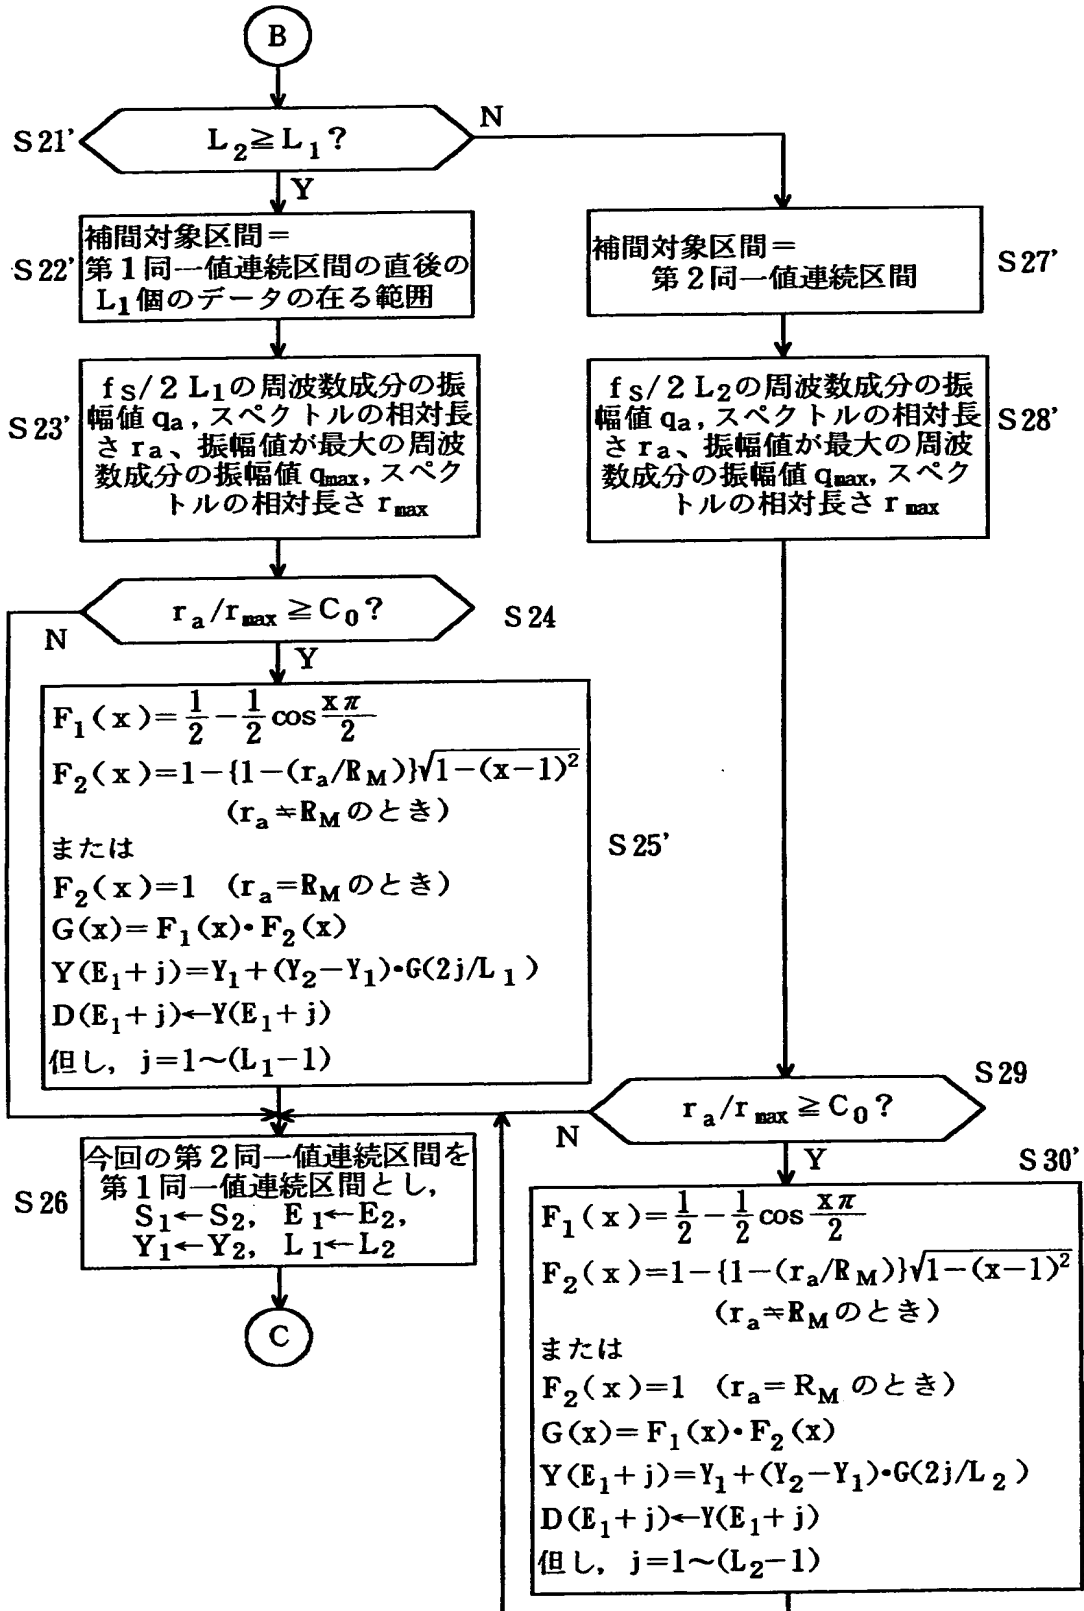 B
S21'
L₂≧L₁?
N
Y
S22'
補間対象区間=
第1同一値連続区間の直後の
L₁個のデータの在る範囲
補間対象区間=
第2同一値連続区間
S27'
S23'
fS/2L₁の周波数成分の振
幅値qa,スペクトルの相対長
さra、振幅値が最大の周波
数成分の振幅値qmax,スペク
トルの相対長さrmax
fS/2L₂の周波数成分の振
幅値qa,スペクトルの相対長
さra、振幅値が最大の周波
数成分の振幅値qmax,スペク
トルの相対長さrmax
S28'
ra/rmax≧C₀?
S24
N
Y
F₁(x)=1/2-1/2cos xπ/2
F₂(x)=1-{1-(ra/RM)}√1-(x-1)²
(ra≒RMのとき)
または
F₂(x)=1 (ra=RMのとき)
G(x)=F₁(x)・F₂(x)
Y(E₁+j)=Y₁+(Y₂-Y₁)・G(2j/L₁)
D(E₁+j)←Y(E₁+j)
但し, j=1~(L₁-1)
S25'
S29
ra/rmax≧C₀?
N
Y
S26
今回の第2同一値連続区間を
第1同一値連続区間とし,
S₁←S₂, E₁←E₂,
Y₁←Y₂, L₁←L₂
C
S30'
F₁(x)=1/2-1/2cos xπ/2
F₂(x)=1-{1-(ra/RM)}√1-(x-1)²
(ra≒RMのとき)
または
F₂(x)=1 (ra=RMのとき)
G(x)=F₁(x)・F₂(x)
Y(E₁+j)=Y₁+(Y₂-Y₁)・G(2j/L₂)
D(E₁+j)←Y(E₁+j)
但し, j=1~(L₂-1)